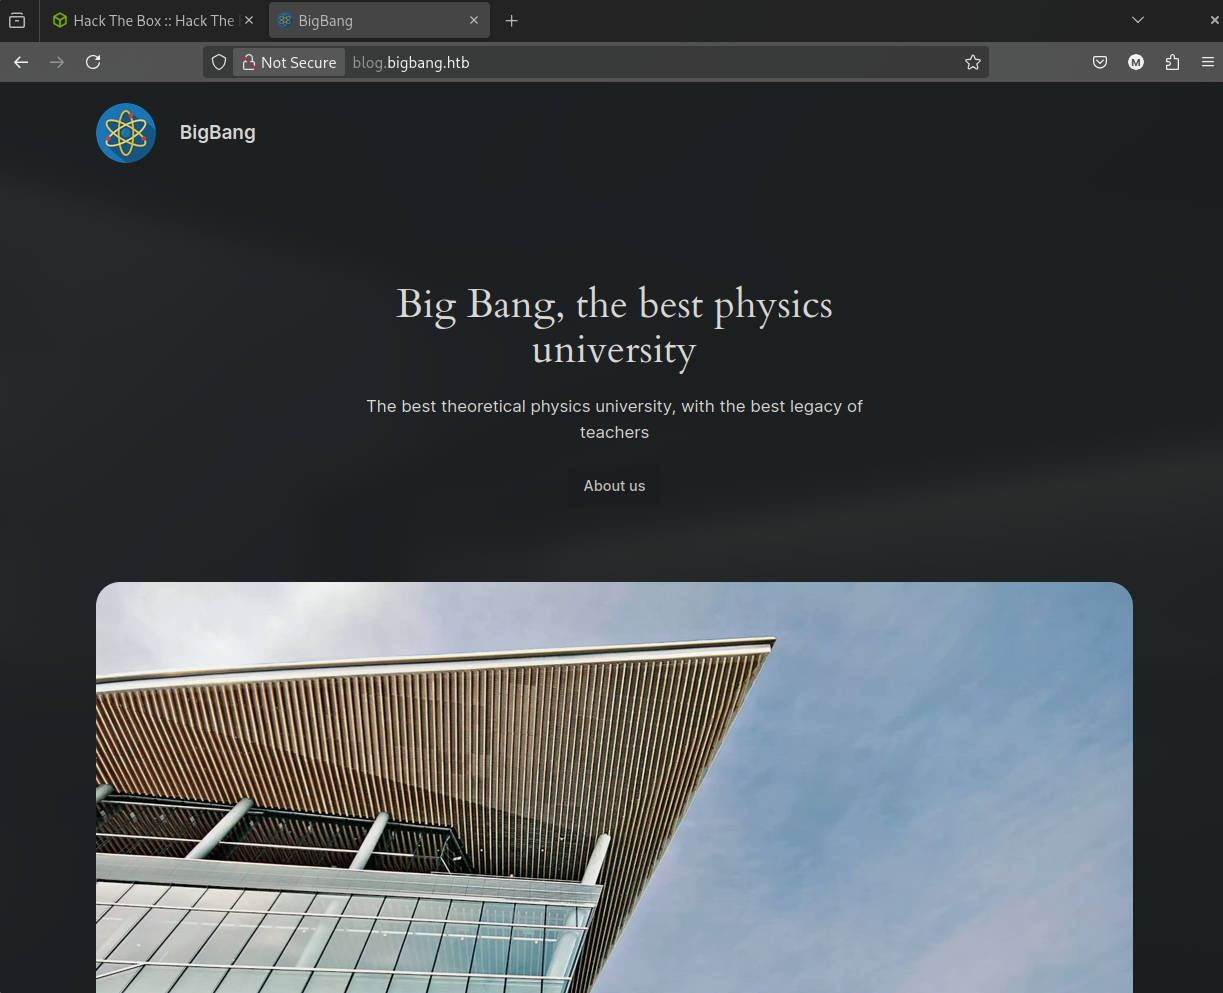 Hack The Box :: Hack The
BigBang
Not Secure
blog.bigbang.htb
M
BigBang
Big Bang, the best physics
university
The best theoretical physics university, with the best legacy of
teachers
About us